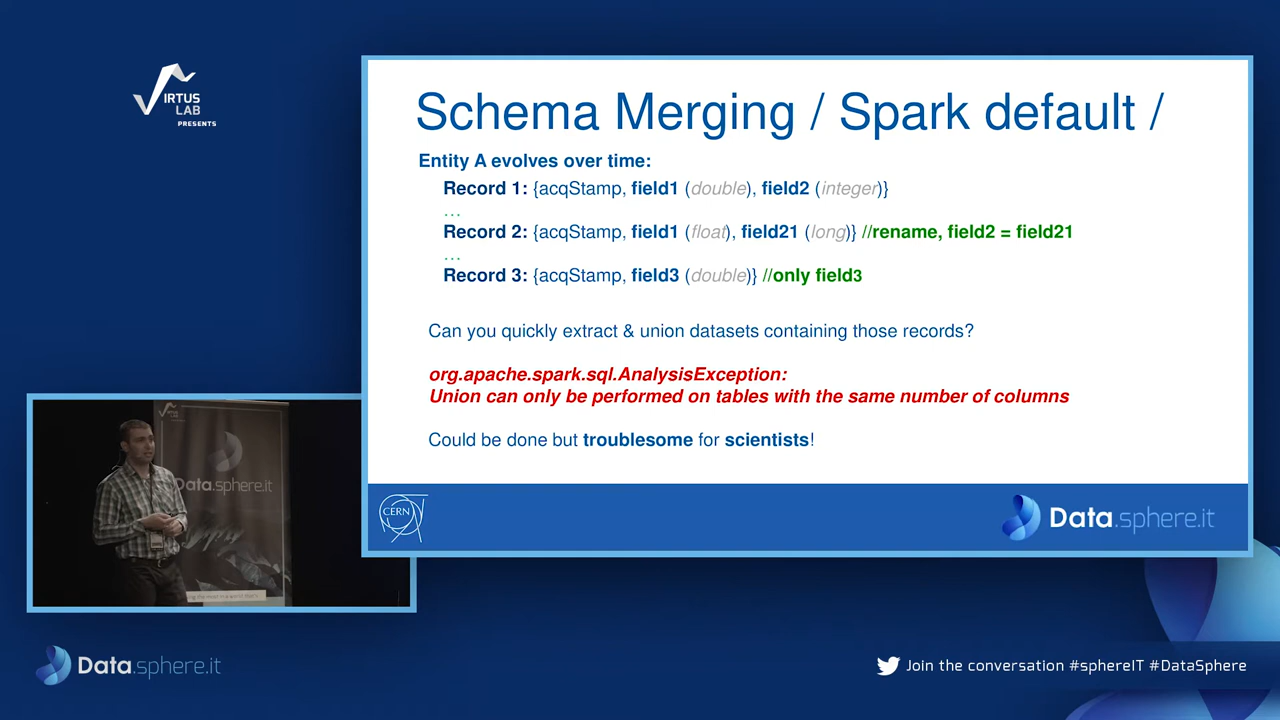 VIRTUS
LAB
PRESENTS
Schema Merging / Spark default /
Entity A evolves over time:
Record 1: {acqStamp, field1 (double), field2 (integer)}
...
Record 2: {acqStamp, field1 (float), field21 (long)} //rename, field2 = field21
...
Record 3: {acqStamp, field3 (double)} //only field3
Can you quickly extract & union datasets containing those records?
org.apache.spark.sql.AnalysisException:
Union can only be performed on tables with the same number of columns
Could be done but troublesome for scientists!
CERN
Data.sphere.it
Data.sphere.it
Data.sphere.it
Join the conversation #sphereIT #DataSphere